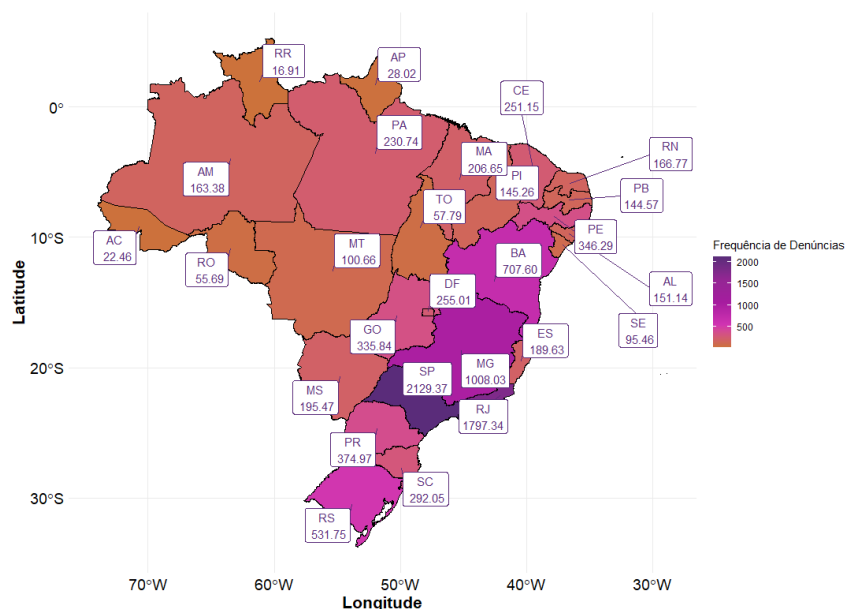 RR
16.91
AP
28.02
CE
251.15
0°
PA
230.74
MA
206.65
RN
166.77
AM
163.38
PI
145.26
PB
144.57
TO
57.79
10°S
AC
22.46
RO
55.69
MT
100.66
BA
707.60
PE
346.29
DF
255.01
AL
151.14
SE
95.46
GO
335.84
ES
189.63
20°S
MS
195.47
SP
2129.37
MG
1008.03
RJ
1797.34
PR
374.97
SC
292.05
30°S
RS
531.75
Latitude
70°W
60°W
50°W
40°W
30°W
Longitude
Frequência de Denúncias
2000
1500
1000
500